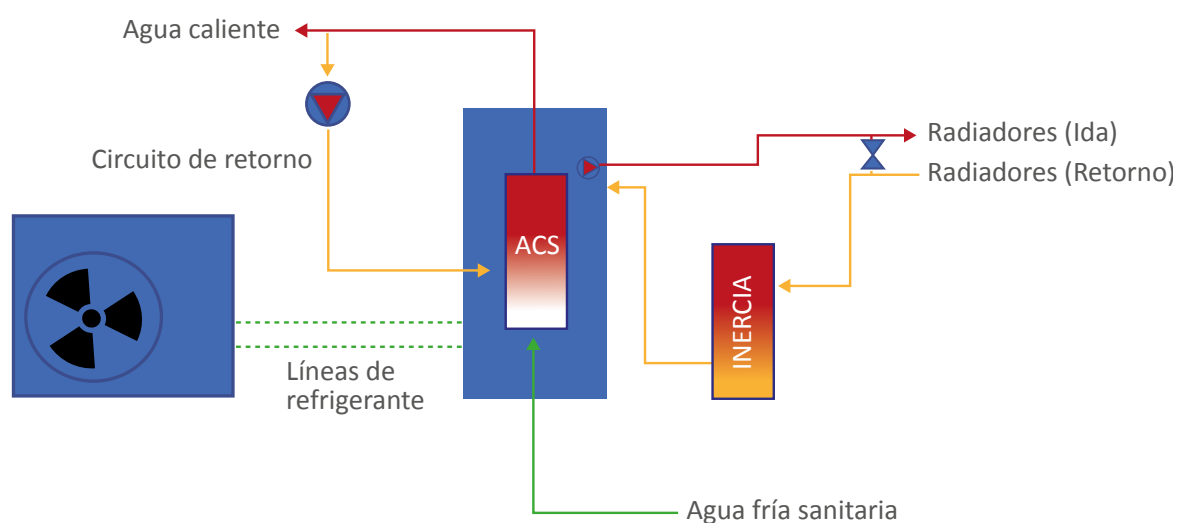 Agua caliente
Radiadores (Ida)
Circuito de retorno
Radiadores (Retorno)
ACS
INERCIA
Líneas de
refrigerante
Agua fría sanitaria